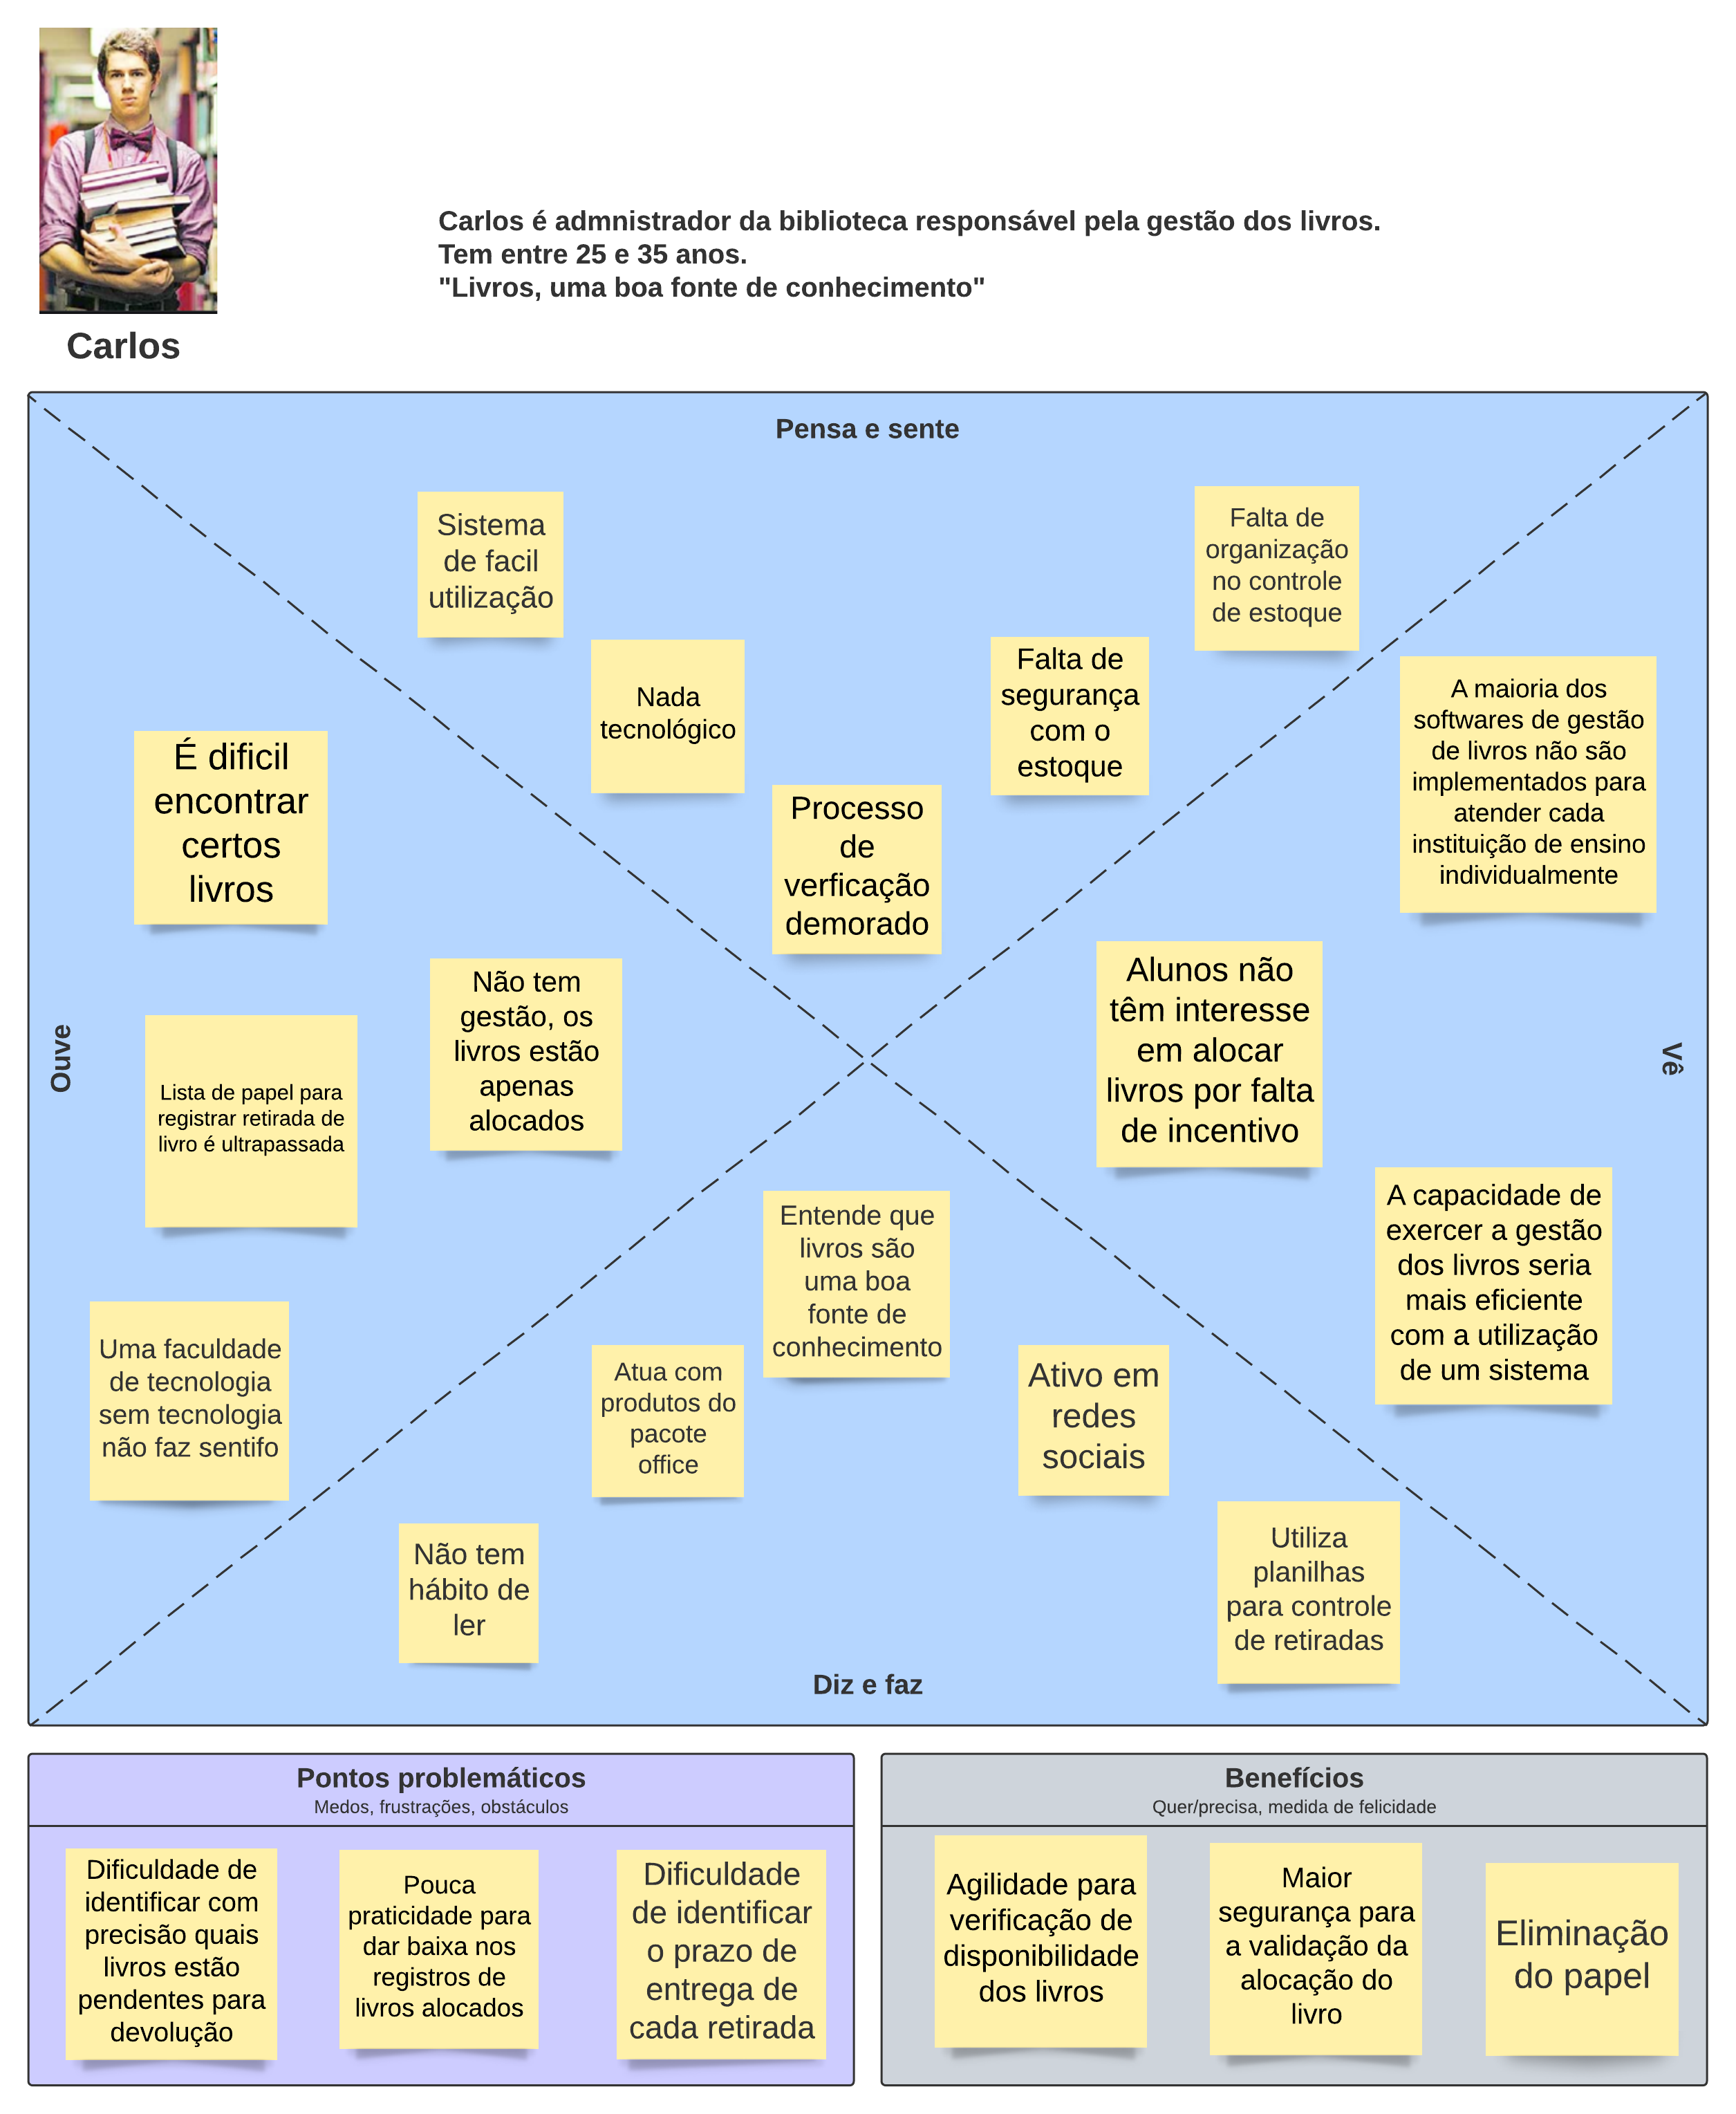 Carlos é admnistrador da biblioteca responsável pela gestão dos livros.
Tem entre 25 e 35 anos.
"Livros, uma boa fonte de conhecimento"
Carlos
Pensa e sente
Sistema
de facil
utilização
Nada
tecnológico
Processo
de
verficação
demorado
Falta de
segurança
com o
estoque
Falta de
organização
no controle
de estoque
Ouve
É dificil
encontrar
certos
livros
Não tem
gestão, os
livros estão
apenas
alocados
Lista de papel para
registrar retirada de
livro é ultrapassada
Uma faculdade
de tecnologia
sem tecnologia
não faz sentifo
Vê
A maioria dos
softwares de gestão
de livros não são
implementados para
atender cada
instituição de ensino
individualmente
Alunos não
têm interesse
em alocar
livros por falta
de incentivo
A capacidade de
exercer a gestão
dos livros seria
mais eficiente
com a utilização
de um sistema
Entende que
livros são
uma boa
fonte de
conhecimento
Atua com
produtos do
pacote
office
Ativo em
redes
sociais
Não tem
hábito de
ler
Utiliza
planilhas
para controle
de retiradas
Diz e faz
Pontos problemáticos
Medos, frustrações, obstáculos
Dificuldade de
identificar com
precisão quais
livros estão
pendentes para
devolução
Pouca
praticidade para
dar baixa nos
registros de
livros alocados
Dificuldade
de identificar
o prazo de
entrega de
cada retirada
Benefícios
Quer/precisa, medida de felicidade
Agilidade para
verificação de
disponibilidade
dos livros
Maior
segurança para
a validação da
alocação do
livro
Eliminação
do papel